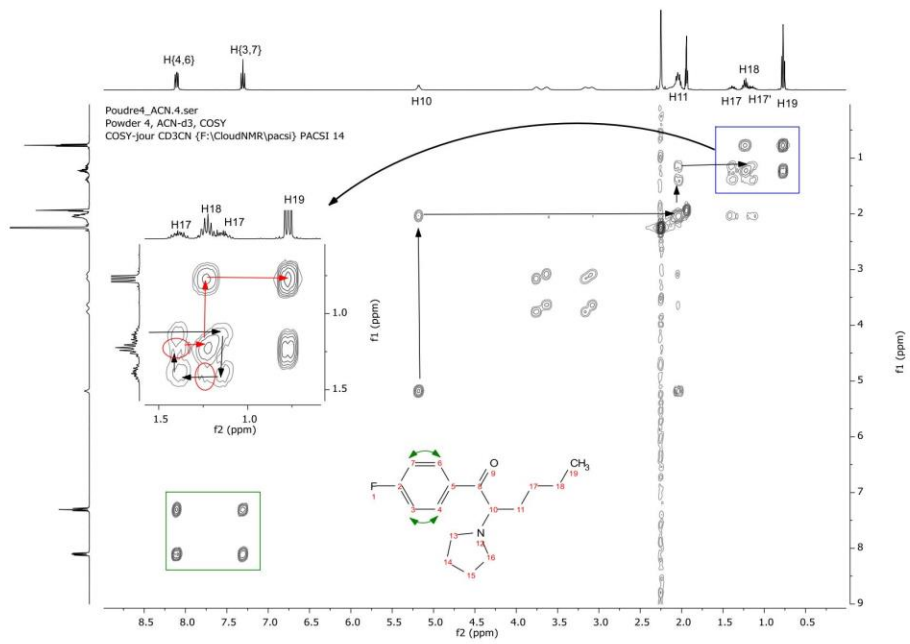 H{4,6}
H{3,7}
H10
H11
H18
H17
H17'
H19
Poudre4_ACN.4.ser
Powder 4, ACN-d3, COSY
COSY-jour CD3CN {F:\CloudNMR\pacsi} PACSI 14
H17
H18
H17
H19
1.0
1.5
f1 (ppm)
1.5
1.0
f2 (ppm)
F
1
2
3
4
5
6
7
8
O
9
10
11
N
12
13
14
15
16
17
18
CH3
19
1
2
3
4
5
6
7
8
9
f1 (ppm)
8.5 8.0 7.5 7.0 6.5 6.0 5.5 5.0 4.5 4.0 3.5 3.0 2.5 2.0 1.5 1.0 0.5 0.0
f2 (ppm)